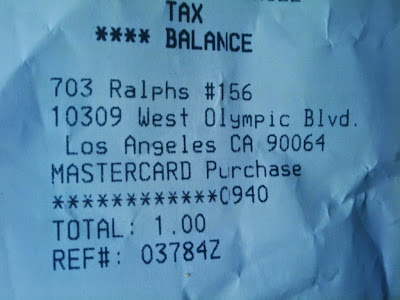 TAX
**** BALANCE
703 Ralphs #156
10309 West Olympic Blvd.
Los Angeles CA 90064
MASTERCARD Purchase
************0940
TOTAL: 1.00
REF#: 03784Z